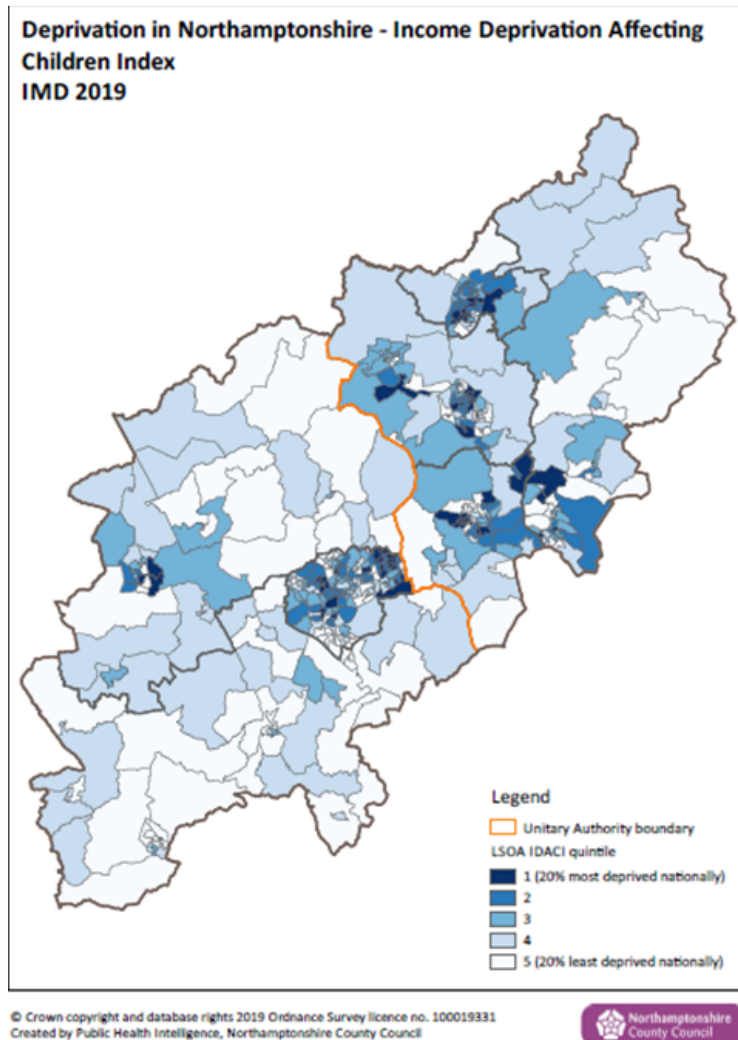 Deprivation in Northamptonshire - Income Deprivation Affecting
Children Index
IMD 2019
Legend
Unitary Authority boundary
LSOA IDACI quintile
1 (20% most deprived nationally)
2
3
4
5 (20% least deprived nationally)
© Crown copyright and database rights 2019 Ordnance Survey licence no. 100019331
Created by Public Health Intelligence, Northamptonshire County Council
Northamptonshire
County Council